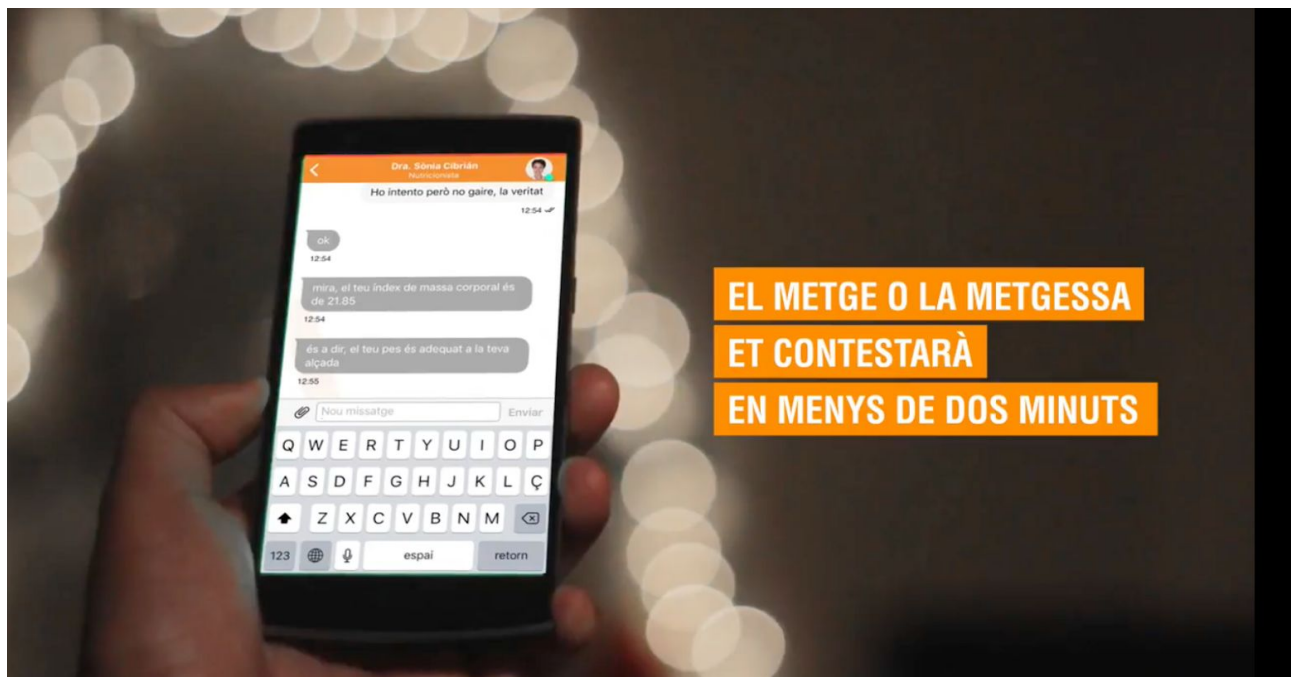 Dra. Sònia Cibrián
Nutricionista
Ho intento però no gaire, la veritat
12:54
ok
12:54
mira, el teu índex de massa corporal és
de 21.85
12:54
és a dir, el teu pes és adequat a la teva
alçada
12:55
Nou missatge Enviar
Q W E R T Y U I O P
A S D F G H J K L Ç
Z X C V B N M
123 espai retorn
EL METGE O LA METGESSA
ET CONTESTARÀ
EN MENYS DE DOS MINUTS